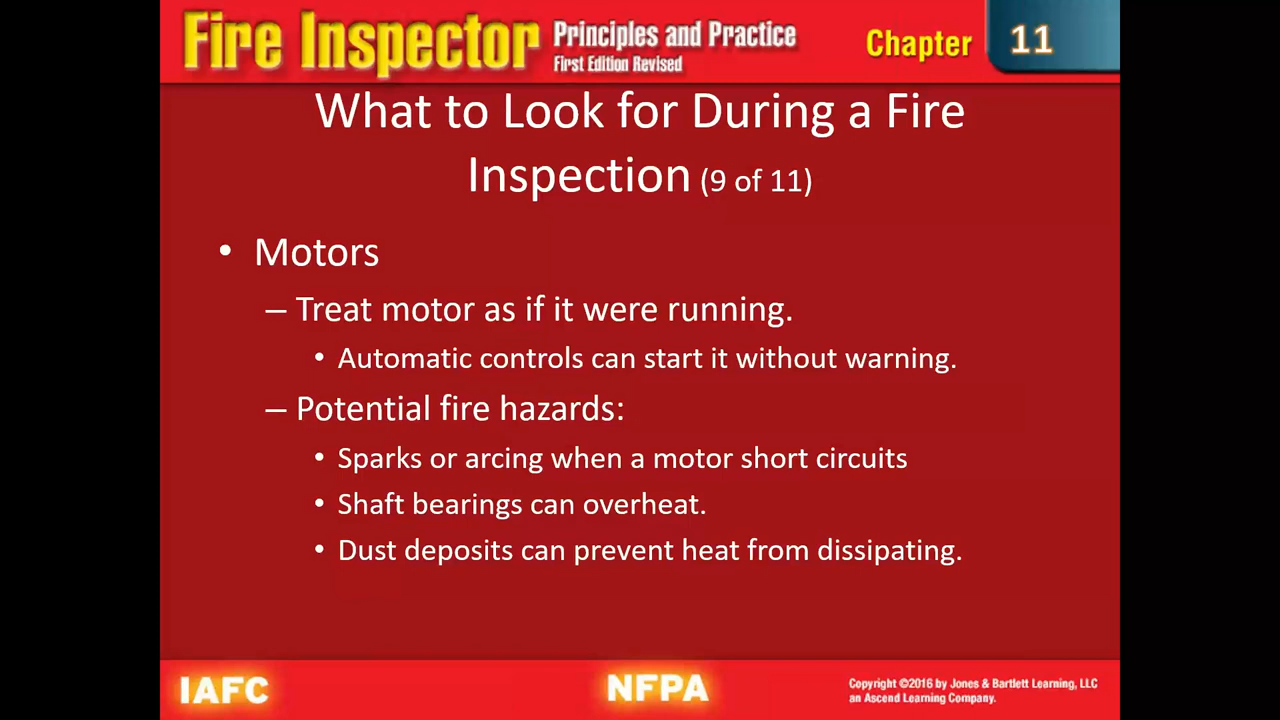 Fire Inspector Principles and Practice
First Edition Revised
Chapter 11
What to Look for During a Fire
Inspection (9 of 11)
• Motors
– Treat motor as if it were running.
• Automatic controls can start it without warning.
– Potential fire hazards:
• Sparks or arcing when a motor short circuits
• Shaft bearings can overheat.
• Dust deposits can prevent heat from dissipating.
IAFC
NFPA
Copyright ©2016 by Jones & Bartlett Learning, LLC
an Ascend Learning Company.